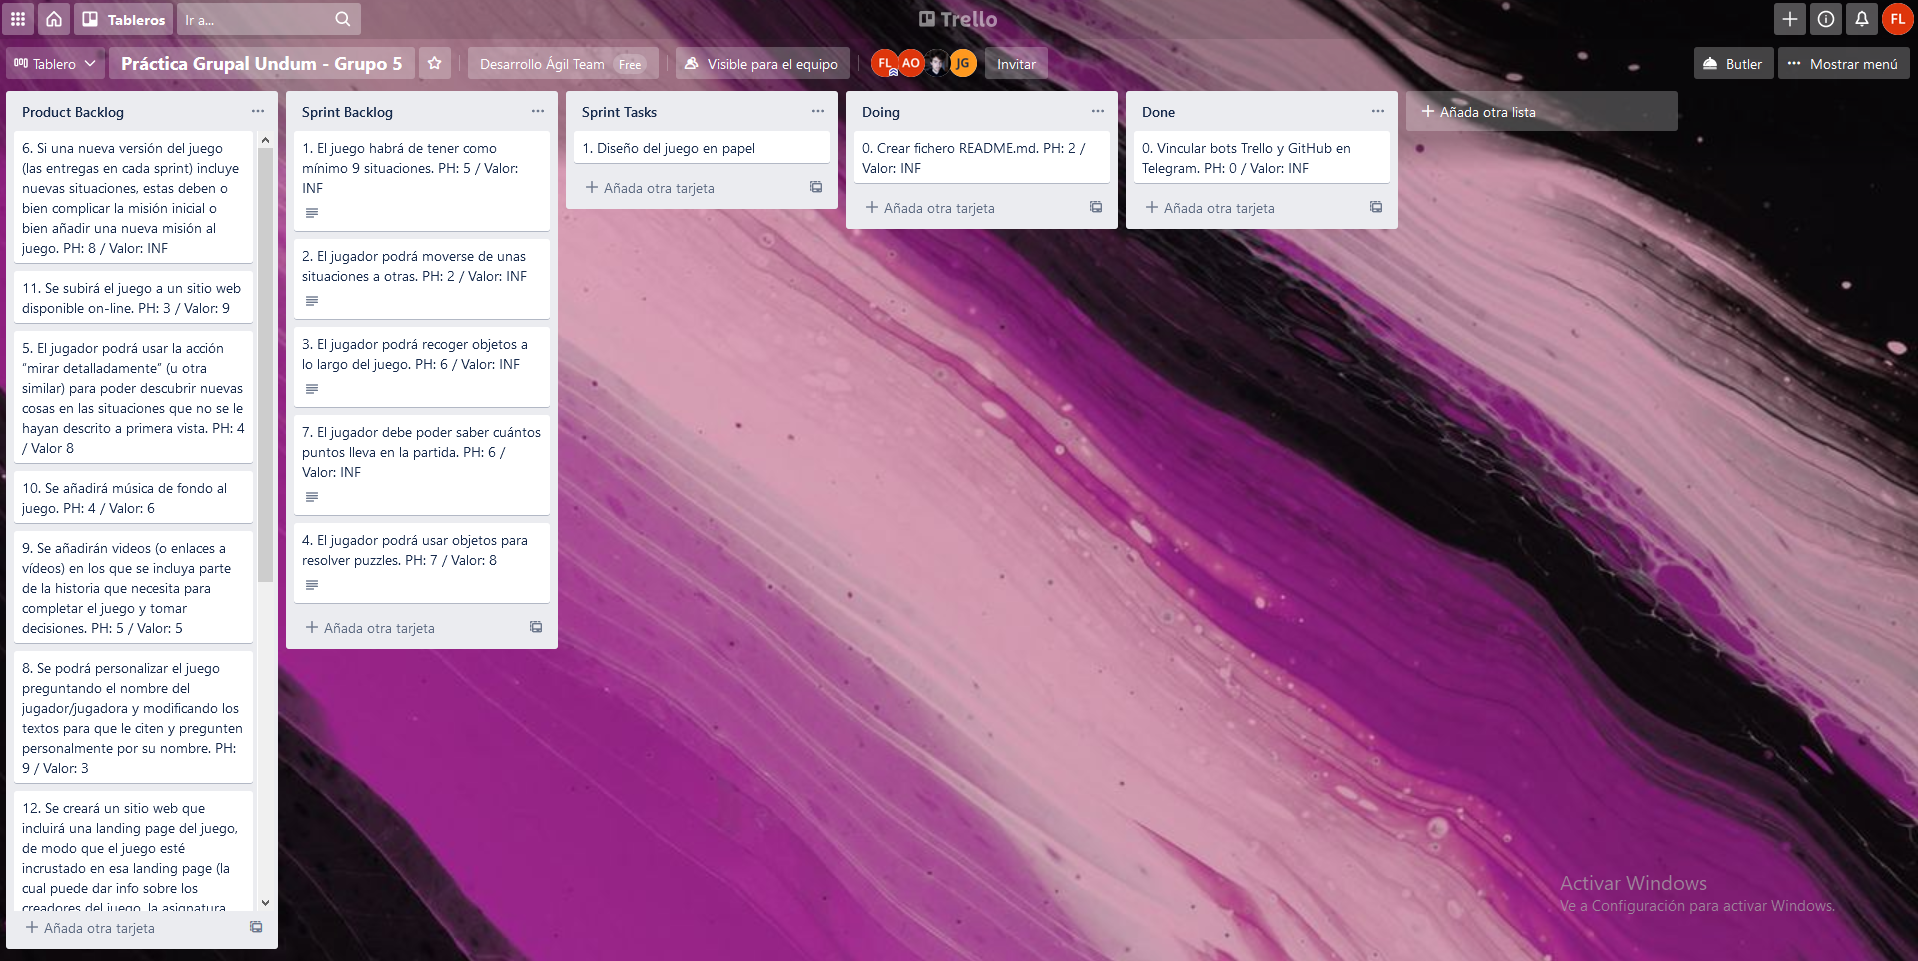 Tableros
Ir a...
Trello
FL
Tablero
Práctica Grupal Undum - Grupo 5
Desarrollo Ágil Team Free
Visible para el equipo
FL AO JG
Invitar
Butler
Mostrar menú
Product Backlog
6. Si una nueva versión del juego
(las entregas en cada sprint) incluye
nuevas situaciones, estas deben o
bien complicar la misión inicial o
bien añadir una nueva misión al
juego. PH: 8 / Valor: INF
11. Se subirá el juego a un sitio web
disponible on-line. PH: 3 / Valor: 9
5. El jugador podrá usar la acción
“mirar detalladamente” (u otra
similar) para poder descubrir nuevas
cosas en las situaciones que no se le
hayan descrito a primera vista. PH: 4
/ Valor 8
10. Se añadirá música de fondo al
juego. PH: 4 / Valor: 6
9. Se añadirán videos (o enlaces a
vídeos) en los que se incluya parte
de la historia que necesita para
completar el juego y tomar
decisiones. PH: 5 / Valor: 5
8. Se podrá personalizar el juego
preguntando el nombre del
jugador/jugadora y modificando los
textos para que le citen y pregunten
personalmente por su nombre. PH:
9 / Valor: 3
12. Se creará un sitio web que
incluirá una landing page del juego,
de modo que el juego esté
incrustado en esa landing page (la
cual puede dar info sobre los
creadores del juego, la asignatura
Añada otra tarjeta
Sprint Backlog
1. El juego habrá de tener como
mínimo 9 situaciones. PH: 5 / Valor:
INF
2. El jugador podrá moverse de unas
situaciones a otras. PH: 2 / Valor: INF
3. El jugador podrá recoger objetos a
lo largo del juego. PH: 6 / Valor: INF
7. El jugador debe poder saber cuántos
puntos lleva en la partida. PH: 6 /
Valor: INF
4. El jugador podrá usar objetos para
resolver puzzles. PH: 7 / Valor: 8
Añada otra tarjeta
Sprint Tasks
1. Diseño del juego en papel
Añada otra tarjeta
Doing
0. Crear fichero README.md. PH: 2 /
Valor: INF
Añada otra tarjeta
Done
0. Vincular bots Trello y GitHub en
Telegram. PH: 0 / Valor: INF
Añada otra tarjeta
Añada otra lista
Activar Windows
Ve a Configuración para activar Windows.